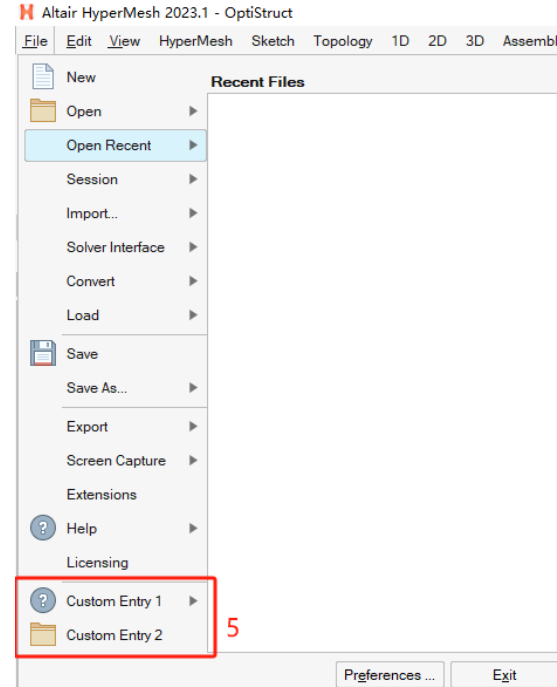 Altair HyperMesh 2023.1 - OptiStruct
File Edit View HyperMesh Sketch Topology 1D 2D 3D Assembl
New
Recent Files
Open
Open Recent
Session
Import...
Solver Interface
Convert
Load
Save
Save As...
Export
Screen Capture
Extensions
Help
Licensing
Custom Entry 1
Custom Entry 2
5
Preferences ... Exit